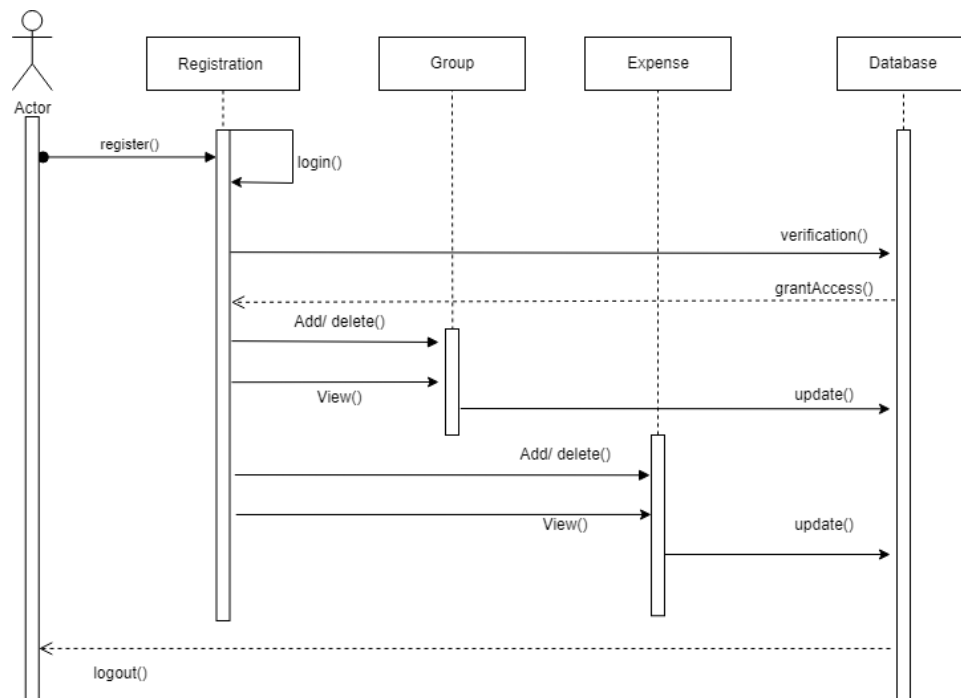 Registration
Group
Expense
Database
Actor
register()
login()
verification()
grantAccess()
Add/ delete()
View()
update()
Add/ delete()
View()
update()
logout()